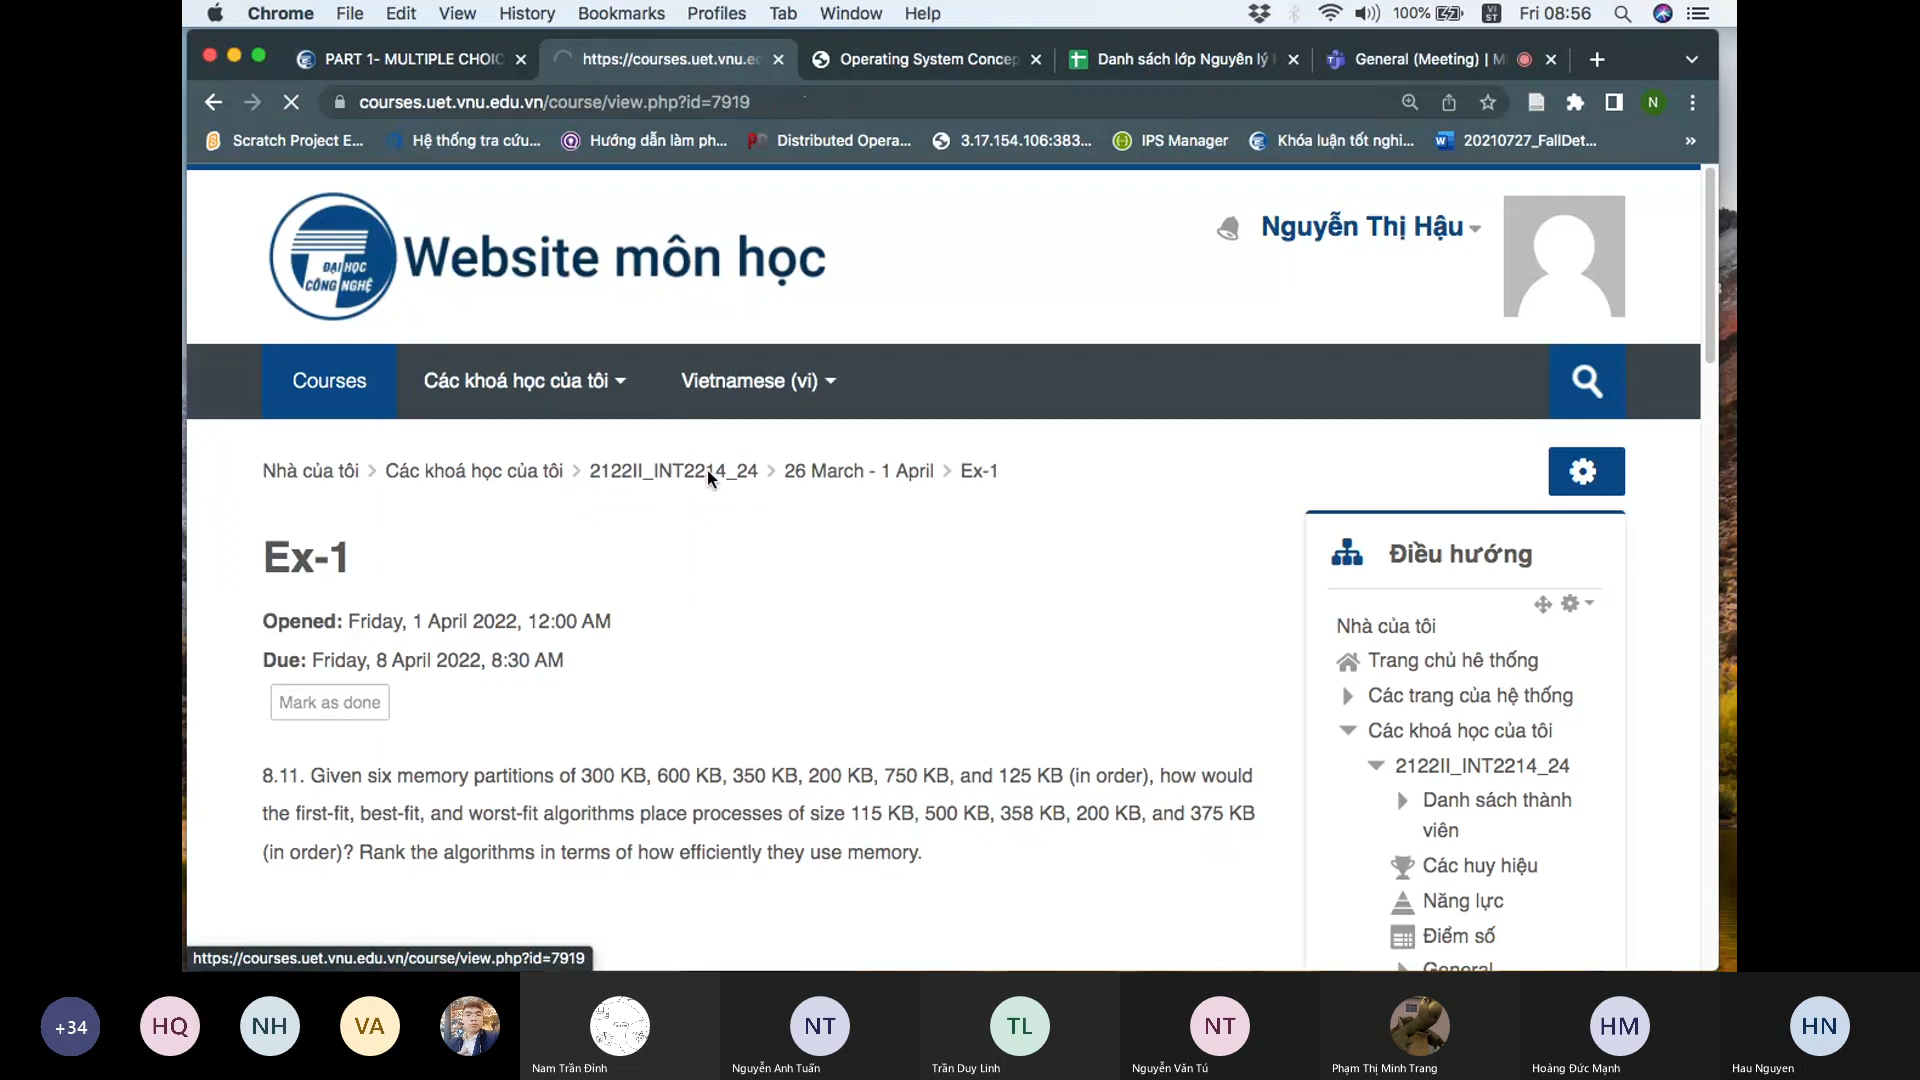 Chrome File Edit View History Bookmarks Profiles Tab Window Help 100% VI ST Fri 08:56
PART 1- MULTIPLE CHOIC
https://courses.uet.vnu.e
Operating System Concep
Danh sách lớp Nguyên lý
General (Meeting) | M
courses.uet.vnu.edu.vn/course/view.php?id=7919
N
Scratch Project E...
Hệ thống tra cứu...
Hướng dẫn làm ph...
Distributed Opera...
3.17.154.106:383...
IPS Manager
Khóa luận tốt nghi...
20210727_FallDet...
»
ĐẠI HỌC
CÔNG NGHỆ
Website môn học
Nguyễn Thị Hậu
Courses
Các khoá học của tôi
Vietnamese (vi)
Nhà của tôi > Các khoá học của tôi > 2122II_INT2214_24 > 26 March - 1 April > Ex-1
Ex-1
Opened: Friday, 1 April 2022, 12:00 AM
Due: Friday, 8 April 2022, 8:30 AM
Mark as done
8.11. Given six memory partitions of 300 KB, 600 KB, 350 KB, 200 KB, 750 KB, and 125 KB (in order), how would
the first-fit, best-fit, and worst-fit algorithms place processes of size 115 KB, 500 KB, 358 KB, 200 KB, and 375 KB
(in order)? Rank the algorithms in terms of how efficiently they use memory.
Điều hướng
Nhà của tôi
Trang chủ hê thống
Các trang của hệ thống
Các khoá học của tôi
2122II_INT2214_24
Danh sách thành
viên
Các huy hiệu
Năng lực
Điểm số
General
https://courses.uet.vnu.edu.vn/course/view.php?id=7919
+34
HQ
NH
VA
NT
TL
NT
HM
HN
Nam Trần Đình
Nguyễn Anh Tuấn
Trần Duy Linh
Nguyễn Văn Tú
Phạm Thị Minh Trang
Hoàng Đức Mạnh
Hau Nguyen